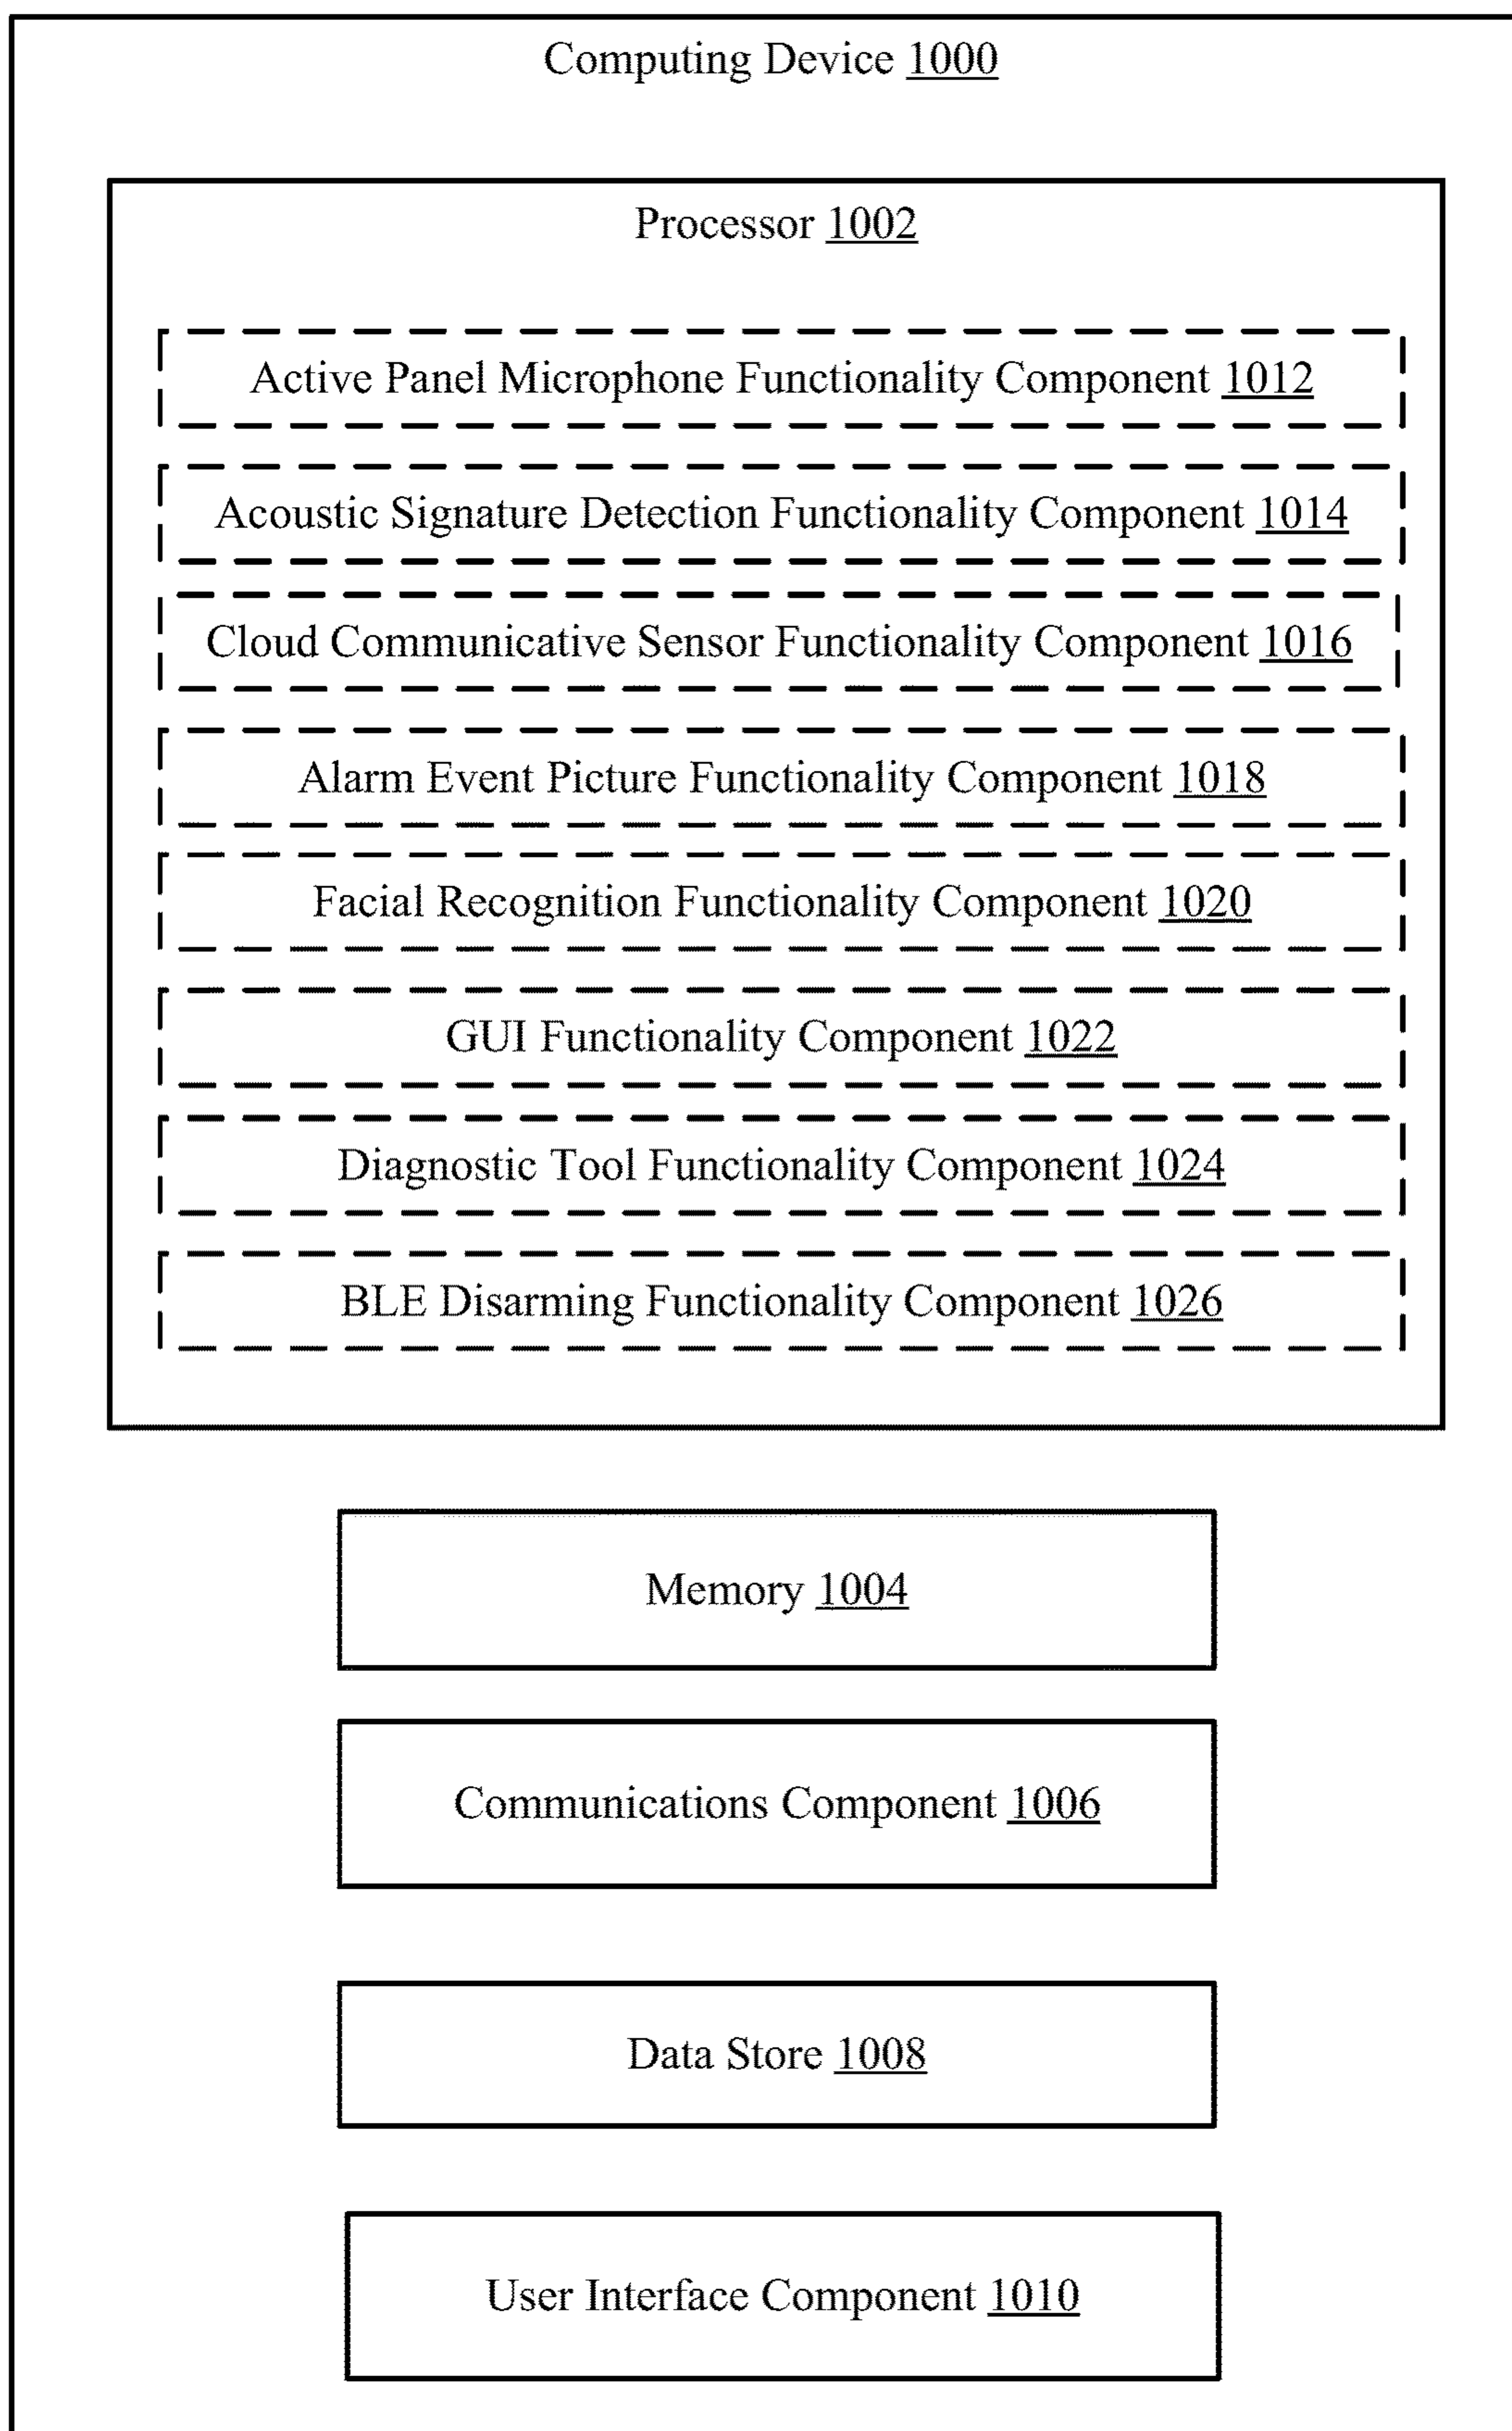 Computing Device 1000
Processor 1002
Active Panel Microphone Functionality Component 1012
Acoustic Signature Detection Functionality Component 1014
Cloud Communicative Sensor Functionality Component 1016
Alarm Event Picture Functionality Component 1018
Facial Recognition Functionality Component 1020
GUI Functionality Component 1022
Diagnostic Tool Functionality Component 1024
BLE Disarming Functionality Component 1026
Memory 1004
Communications Component 1006
Data Store 1008
User Interface Component 1010